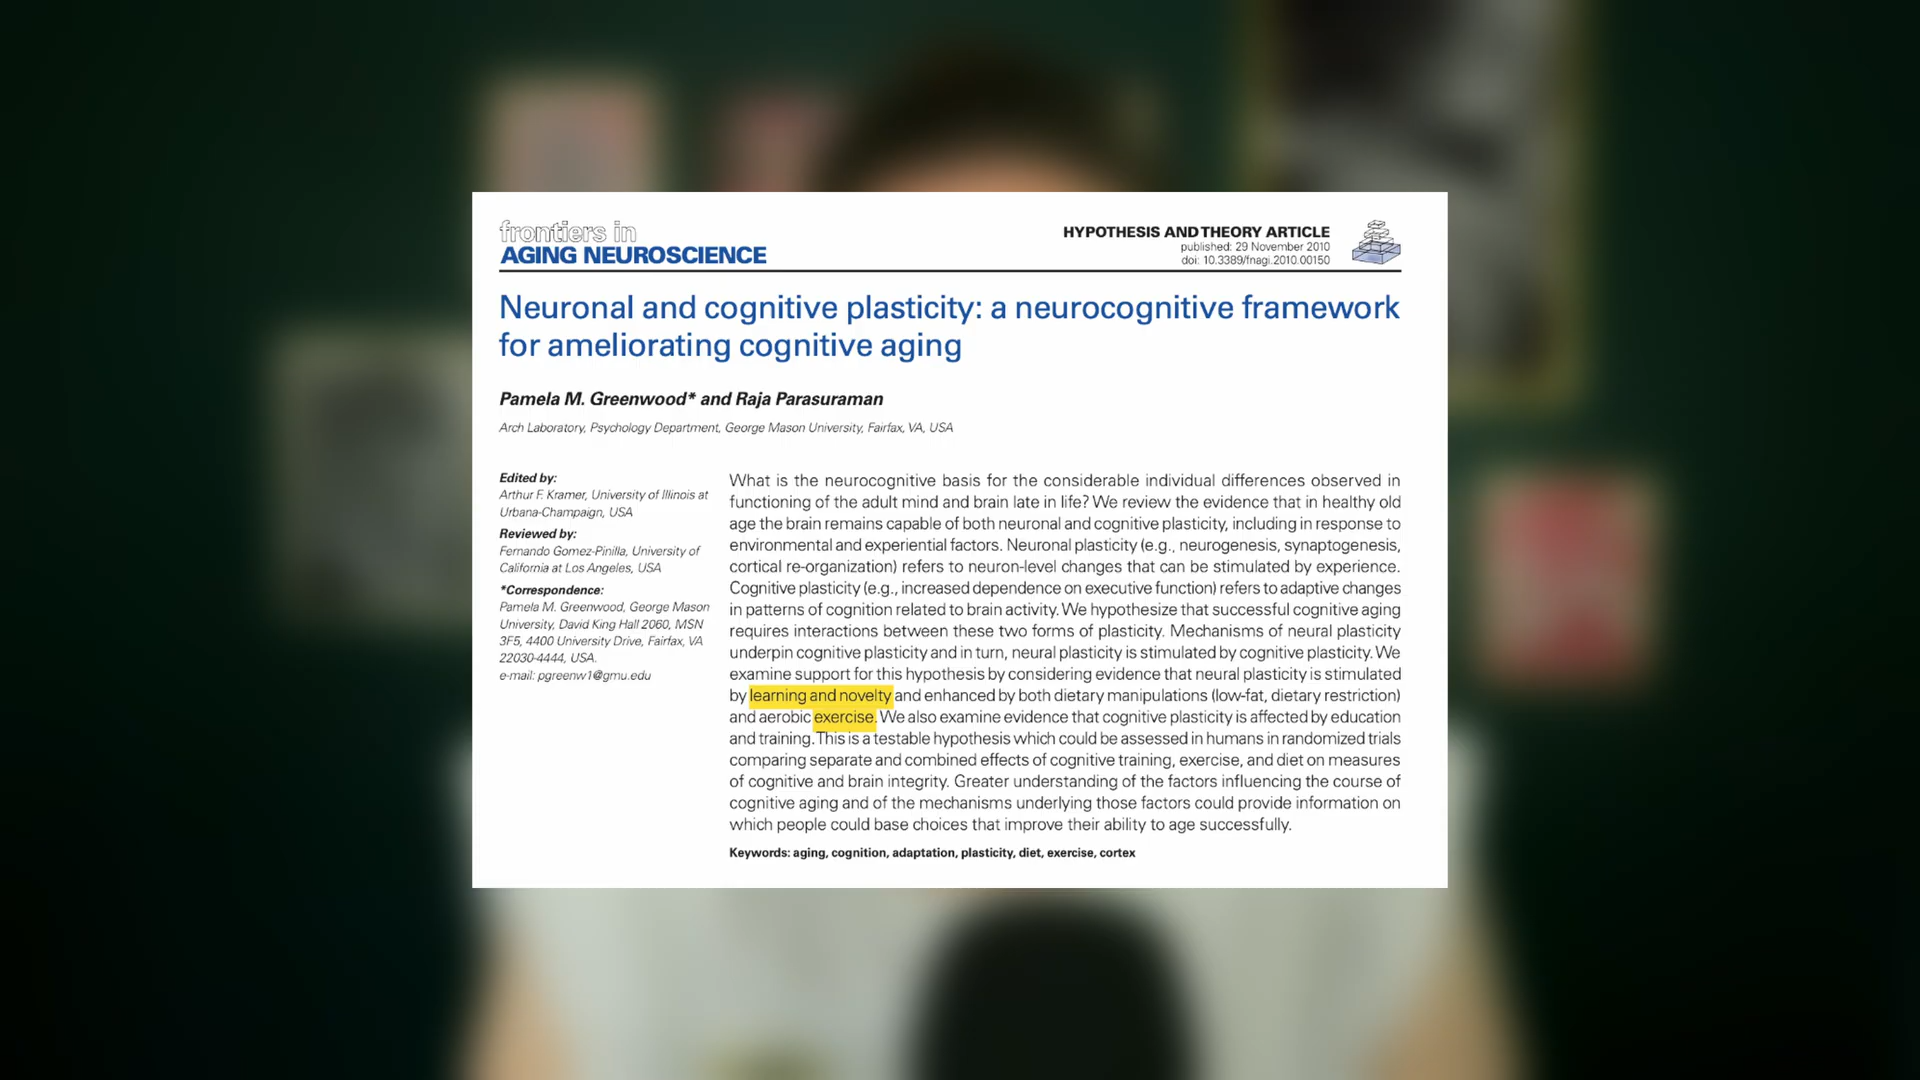 frontiers in
AGING NEUROSCIENCE
HYPOTHESIS AND THEORY ARTICLE
published: 29 November 2010
doi: 10.3389/fnagi.2010.00150
Neuronal and cognitive plasticity: a neurocognitive framework
for ameliorating cognitive aging
Pamela M. Greenwood* and Raja Parasuraman
Arch Laboratory, Psychology Department, George Mason University, Fairfax, VA, USA
Edited by:
Arthur F. Kramer, University of Illinois at
Urbana-Champaign, USA
Reviewed by:
Fernando Gomez-Pinilla, University of
California at Los Angeles, USA
*Correspondence:
Pamela M. Greenwood, George Mason
University, David King Hall 2060, MSN
3F5, 4400 University Drive, Fairfax, VA
22030-4444, USA.
e-mail: pgreenw1@gmu.edu
What is the neurocognitive basis for the considerable individual differences observed in
functioning of the adult mind and brain late in life? We review the evidence that in healthy old
age the brain remains capable of both neuronal and cognitive plasticity, including in response to
environmental and experiential factors. Neuronal plasticity (e.g., neurogenesis, synaptogenesis,
cortical re-organization) refers to neuron-level changes that can be stimulated by experience.
Cognitive plasticity (e.g., increased dependence on executive function) refers to adaptive changes
in patterns of cognition related to brain activity. We hypothesize that successful cognitive aging
requires interactions between these two forms of plasticity. Mechanisms of neural plasticity
underpin cognitive plasticity and in turn, neural plasticity is stimulated by cognitive plasticity. We
examine support for this hypothesis by considering evidence that neural plasticity is stimulated
by learning and novelty and enhanced by both dietary manipulations (low-fat, dietary restriction)
and aerobic exercise. We also examine evidence that cognitive plasticity is affected by education
and training. This is a testable hypothesis which could be assessed in humans in randomized trials
comparing separate and combined effects of cognitive training, exercise, and diet on measures
of cognitive and brain integrity. Greater understanding of the factors influencing the course of
cognitive aging and of the mechanisms underlying those factors could provide information on
which people could base choices that improve their ability to age successfully.
Keywords: aging, cognition, adaptation, plasticity, diet, exercise, cortex